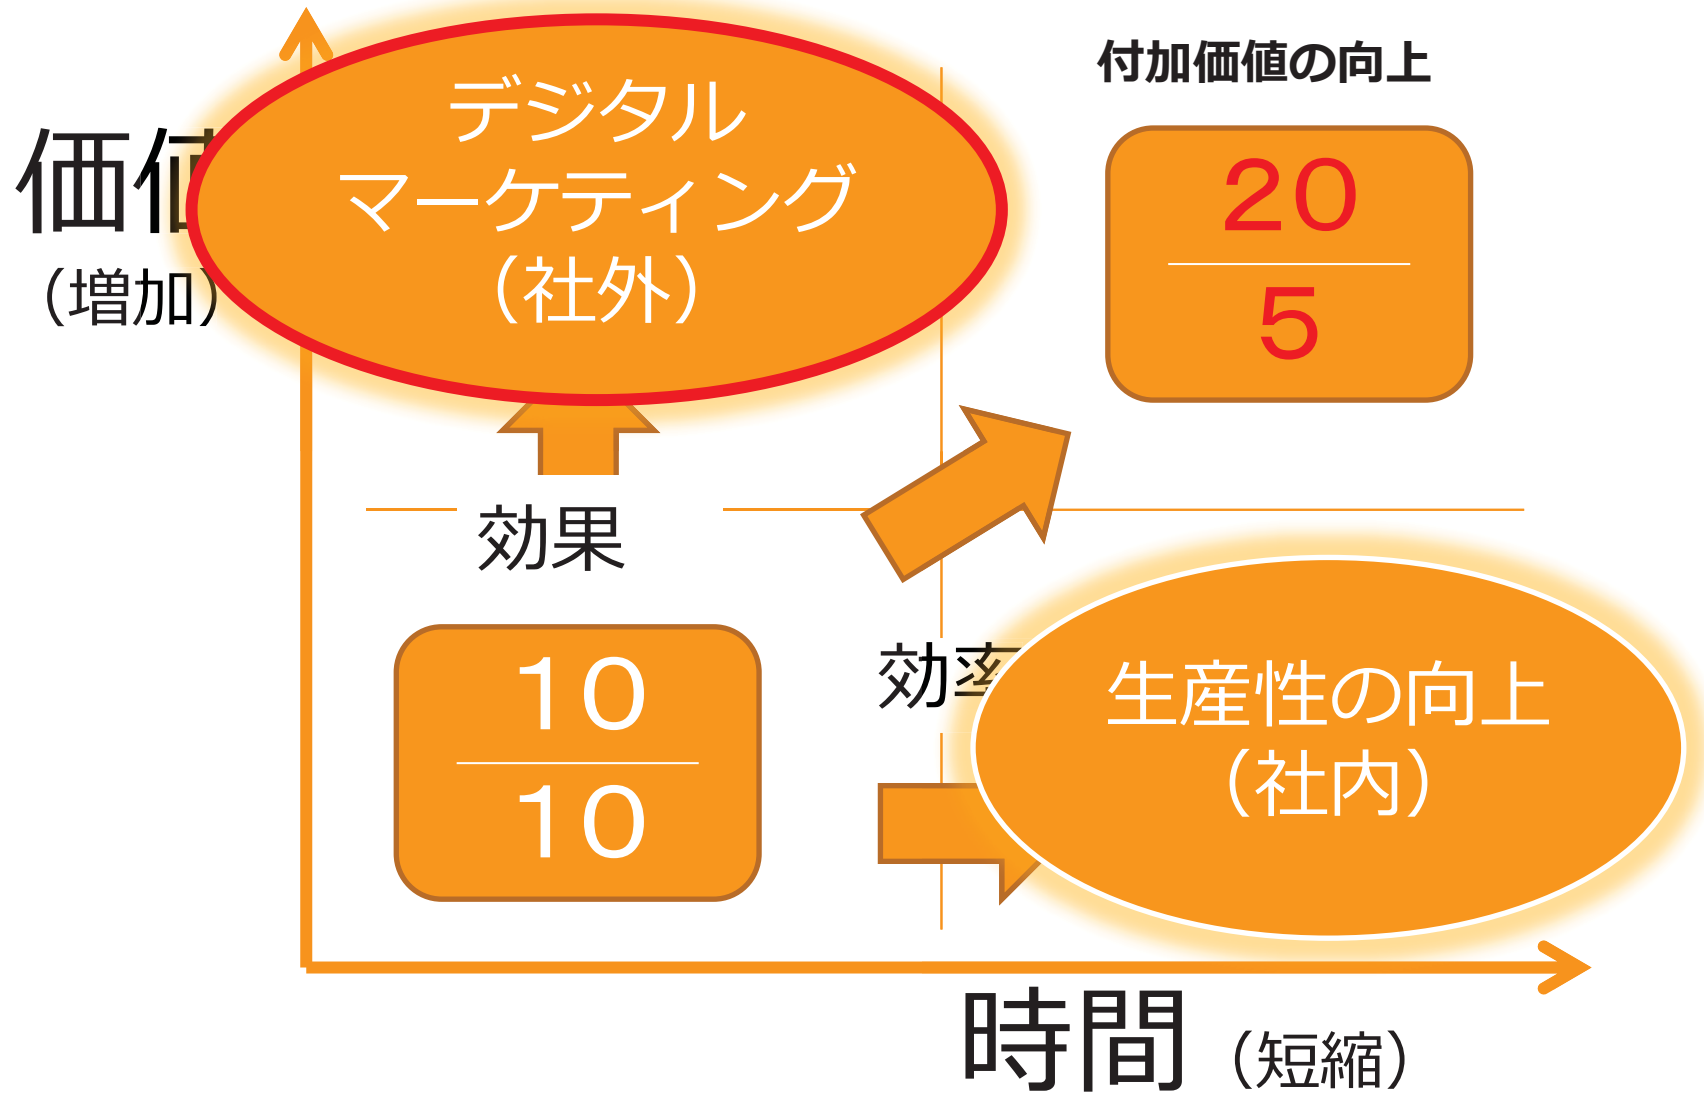 付加価値の向上
デジタル
マーケティング
（社外）
価値
（増加）
20
5
効果
10
10
効率
生産性の向上
（社内）
時間（短縮）